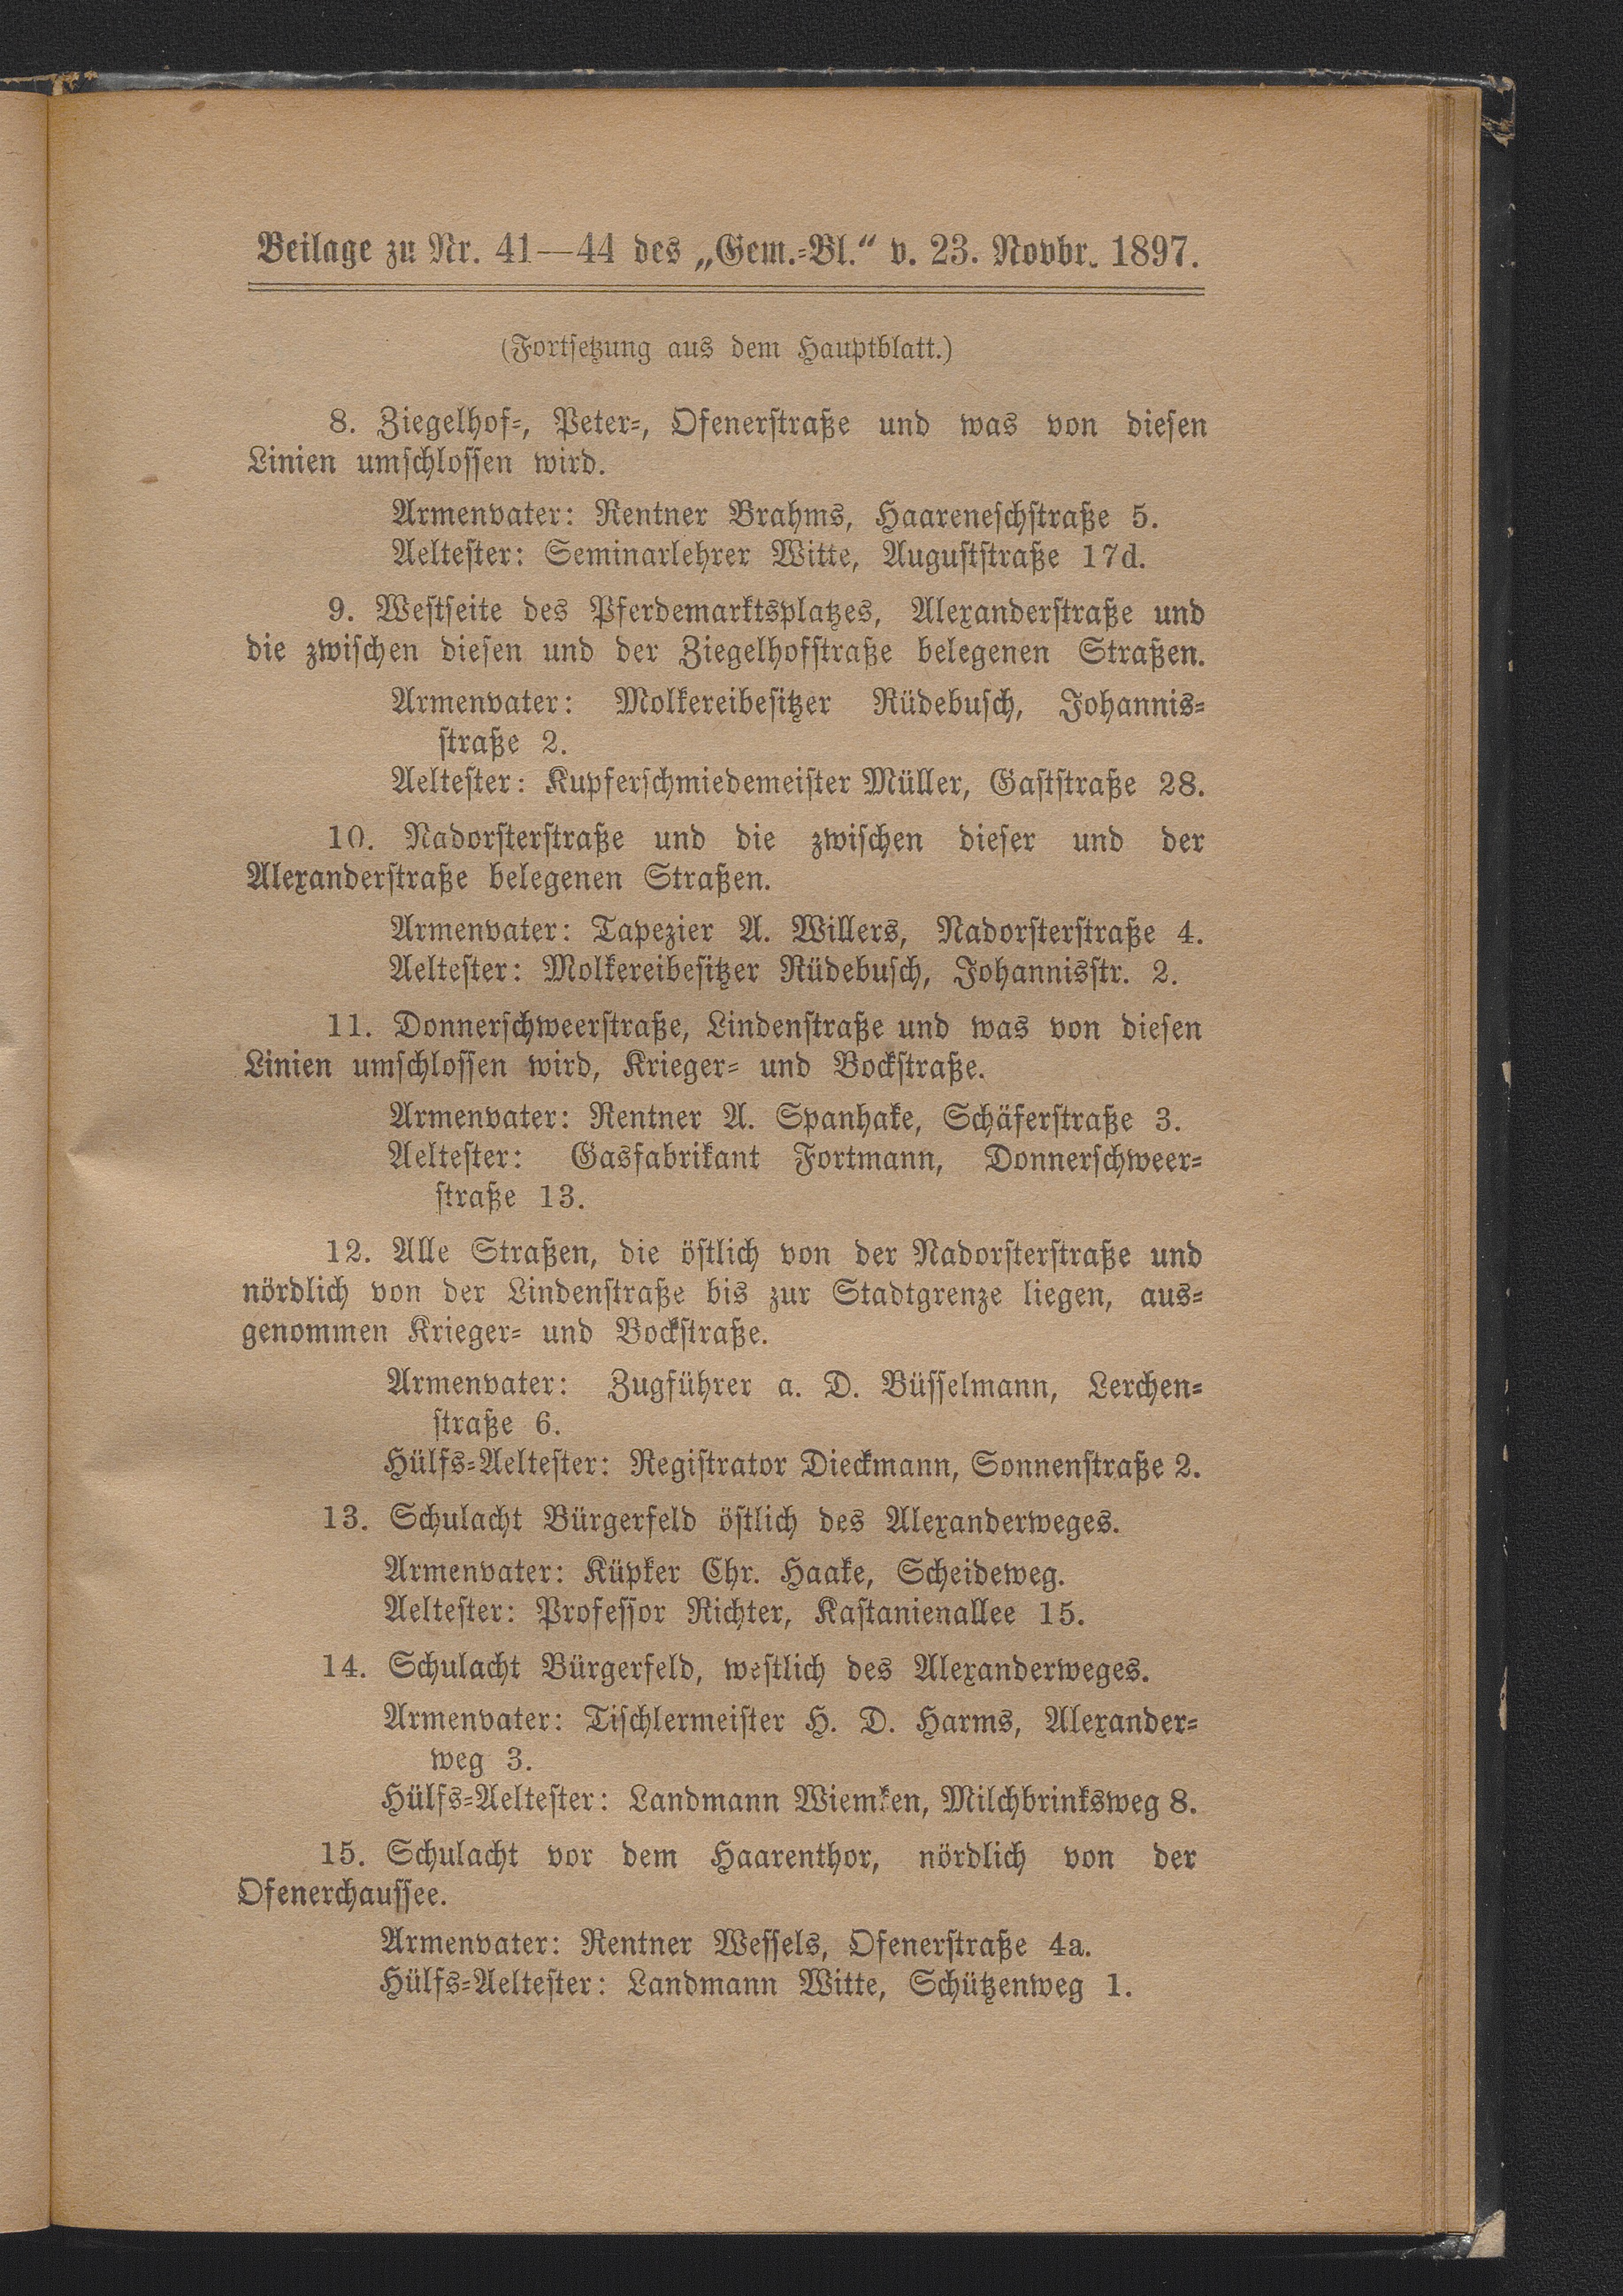 Beilage zu Nr. 41—44 des „Gem.-Bl.“ v. 23. Novbr. 1897.
(Fortsetzung aus dem Hauptblatt.)
8. Ziegelhof-, Peter-, Ofenerstraße und was von diesen
Linien umschlossen wird.
Armenvater: Rentner Brahms, Haareneschstraße 5.
Aeltester: Seminarlehrer Witte, Auguststraße 17d.
9. Westseite des Pferdemarktsplatzes, Alexanderstraße und
die zwischen diesen und der Ziegelhofstraße belegenen Straßen.
Armenvater: Molkereibesitzer Rüdebusch, Johannis-
straße 2.
Aeltester: Kupferschmiedemeister Müller, Gaststraße 28.
10. Nadorsterstraße und die zwischen dieser und der
Alexanderstraße belegenen Straßen.
Armenvater: Tapezier A. Willers, Nadorsterstraße 4.
Aeltester: Molkereibesitzer Rüdebusch, Johannisstr. 2.
11. Donnerschweerstraße, Lindenstraße und was von diesen
Linien umschlossen wird, Krieger- und Bockstraße.
Armenvater: Rentner A. Spanhake, Schäferstraße 3.
Aeltester: Gasfabrikant Fortmann, Donnerschweer-
straße 13.
12. Alle Straßen, die östlich von der Nadorsterstraße und
nördlich von der Lindenstraße bis zur Stadtgrenze liegen, aus-
genommen Krieger- und Bockstraße.
Armenvater: Zugführer a. D. Büsselmann, Lerchen-
straße 6.
Hülfs-Aeltester: Registrator Dieckmann, Sonnenstraße 2.
13. Schulacht Bürgerfeld östlich des Alexanderweges.
Armenvater: Küpker Chr. Haake, Scheideweg.
Aeltester: Professor Richter, Kastanienallee 15.
14. Schulacht Bürgerfeld, westlich des Alexanderweges.
Armenvater: Tischlermeister H. D. Harms, Alexander-
weg 3.
Hülfs-Aeltester: Landmann Wiemken, Milchbrinksweg 8.
15. Schulacht vor dem Haarenthor, nördlich von der
Ofenerchaussee.
Armenvater: Rentner Wessels, Ofenerstraße 4a.
Hülfs-Aeltester: Landmann Witte, Schützenweg 1.